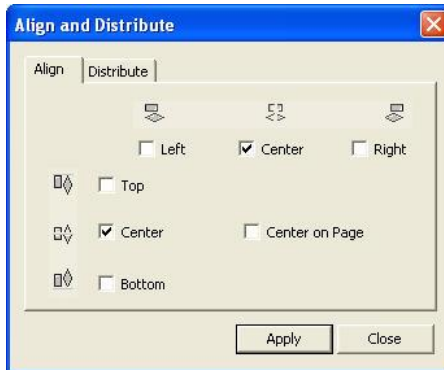 Align and Distribute
Align Distribute
Left Center Right
Top
Center Center on Page
Bottom
Apply Close